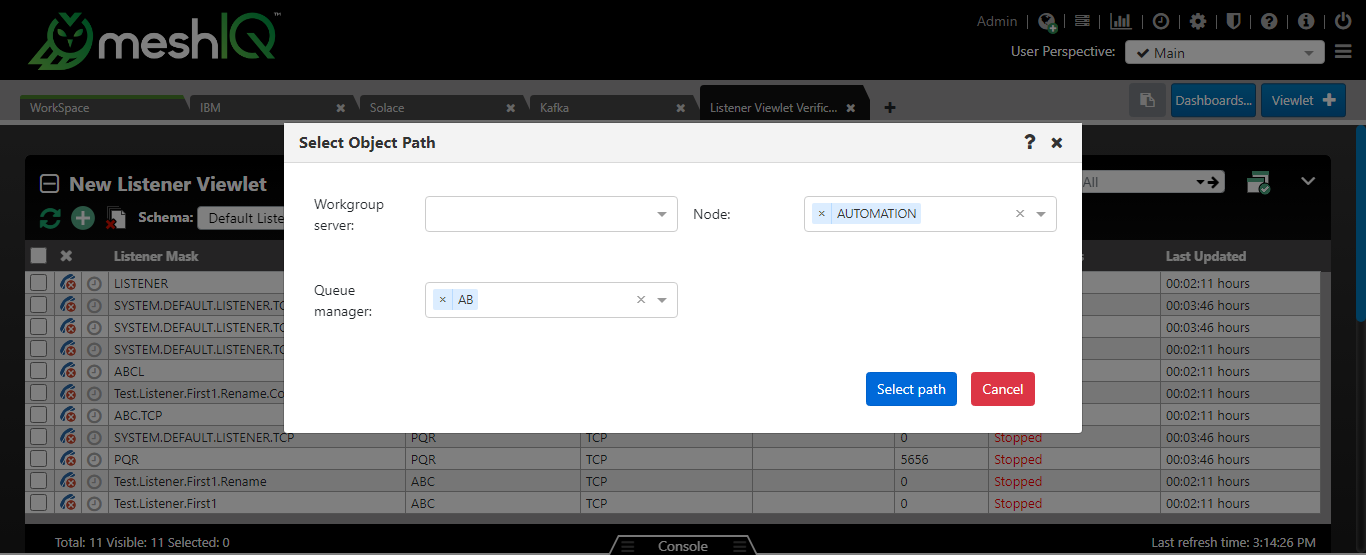 meshIQ™
Admin
User Perspective: ✔ Main
WorkSpace
IBM
Solace
Kafka
Listener Viewlet Verific...
Dashboards...
Viewlet
Select Object Path
New Listener Viewlet
All
Schema: Default Liste
Workgroup server:
Node: × AUTOMATION
Queue manager: × AB
Select path
Cancel
Listener Mask
s
Last Updated
LISTENER 00:02:11 hours
SYSTEM.DEFAULT.LISTENER.TC 00:03:46 hours
SYSTEM.DEFAULT.LISTENER.TC 00:03:46 hours
SYSTEM.DEFAULT.LISTENER.TC 00:02:11 hours
ABCL 00:02:11 hours
Test.Listener.First1.Rename.Co 00:02:11 hours
ABC.TCP 00:02:11 hours
SYSTEM.DEFAULT.LISTENER.TCP PQR TCP 0 Stopped 00:03:46 hours
PQR PQR TCP 5656 Stopped 00:03:46 hours
Test.Listener.First1.Rename ABC TCP 0 Stopped 00:02:11 hours
Test.Listener.First1 ABC TCP 0 Stopped 00:02:11 hours
Total: 11 Visible: 11 Selected: 0
Console
Last refresh time: 3:14:26 PM